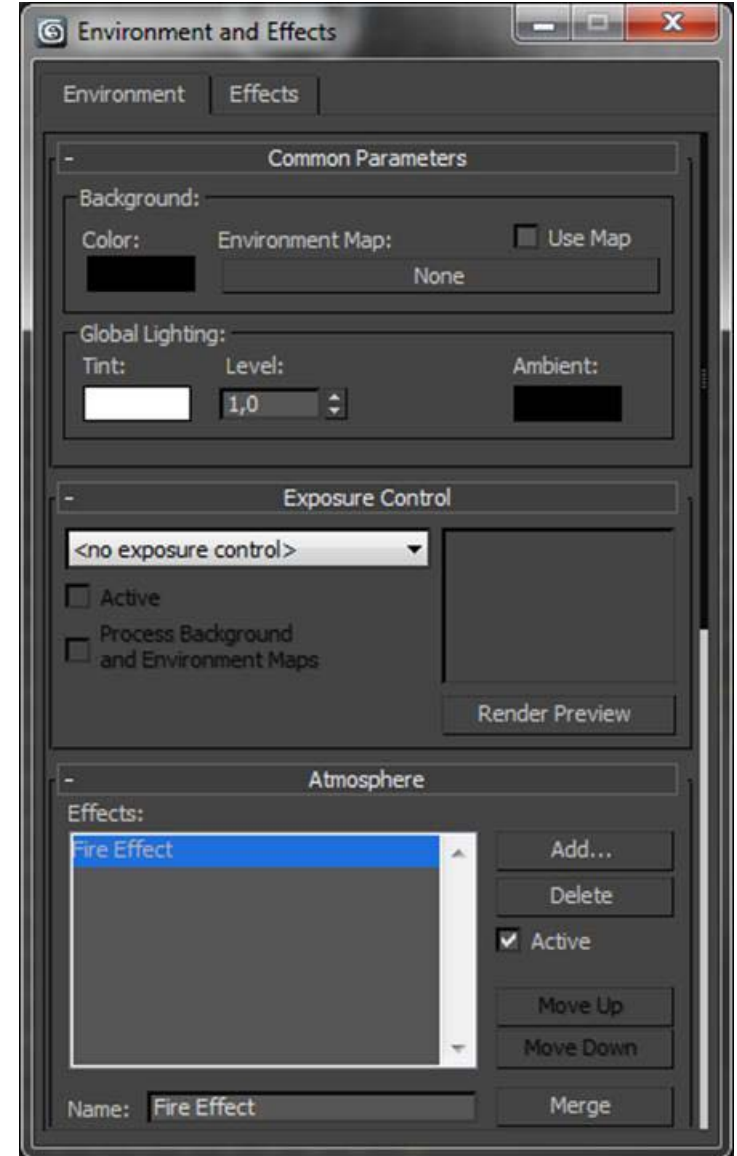 Environment and Effects
Environment Effects
- Common Parameters
Background:
Color: Environment Map: Use Map
None
Global Lighting:
Tint: Level: Ambient:
1,0
- Exposure Control
<no exposure control>
Active
Process Background
and Environment Maps
Render Preview
- Atmosphere
Effects:
Fire Effect
Add...
Delete
Active
Move Up
Move Down
Name: Fire Effect Merge